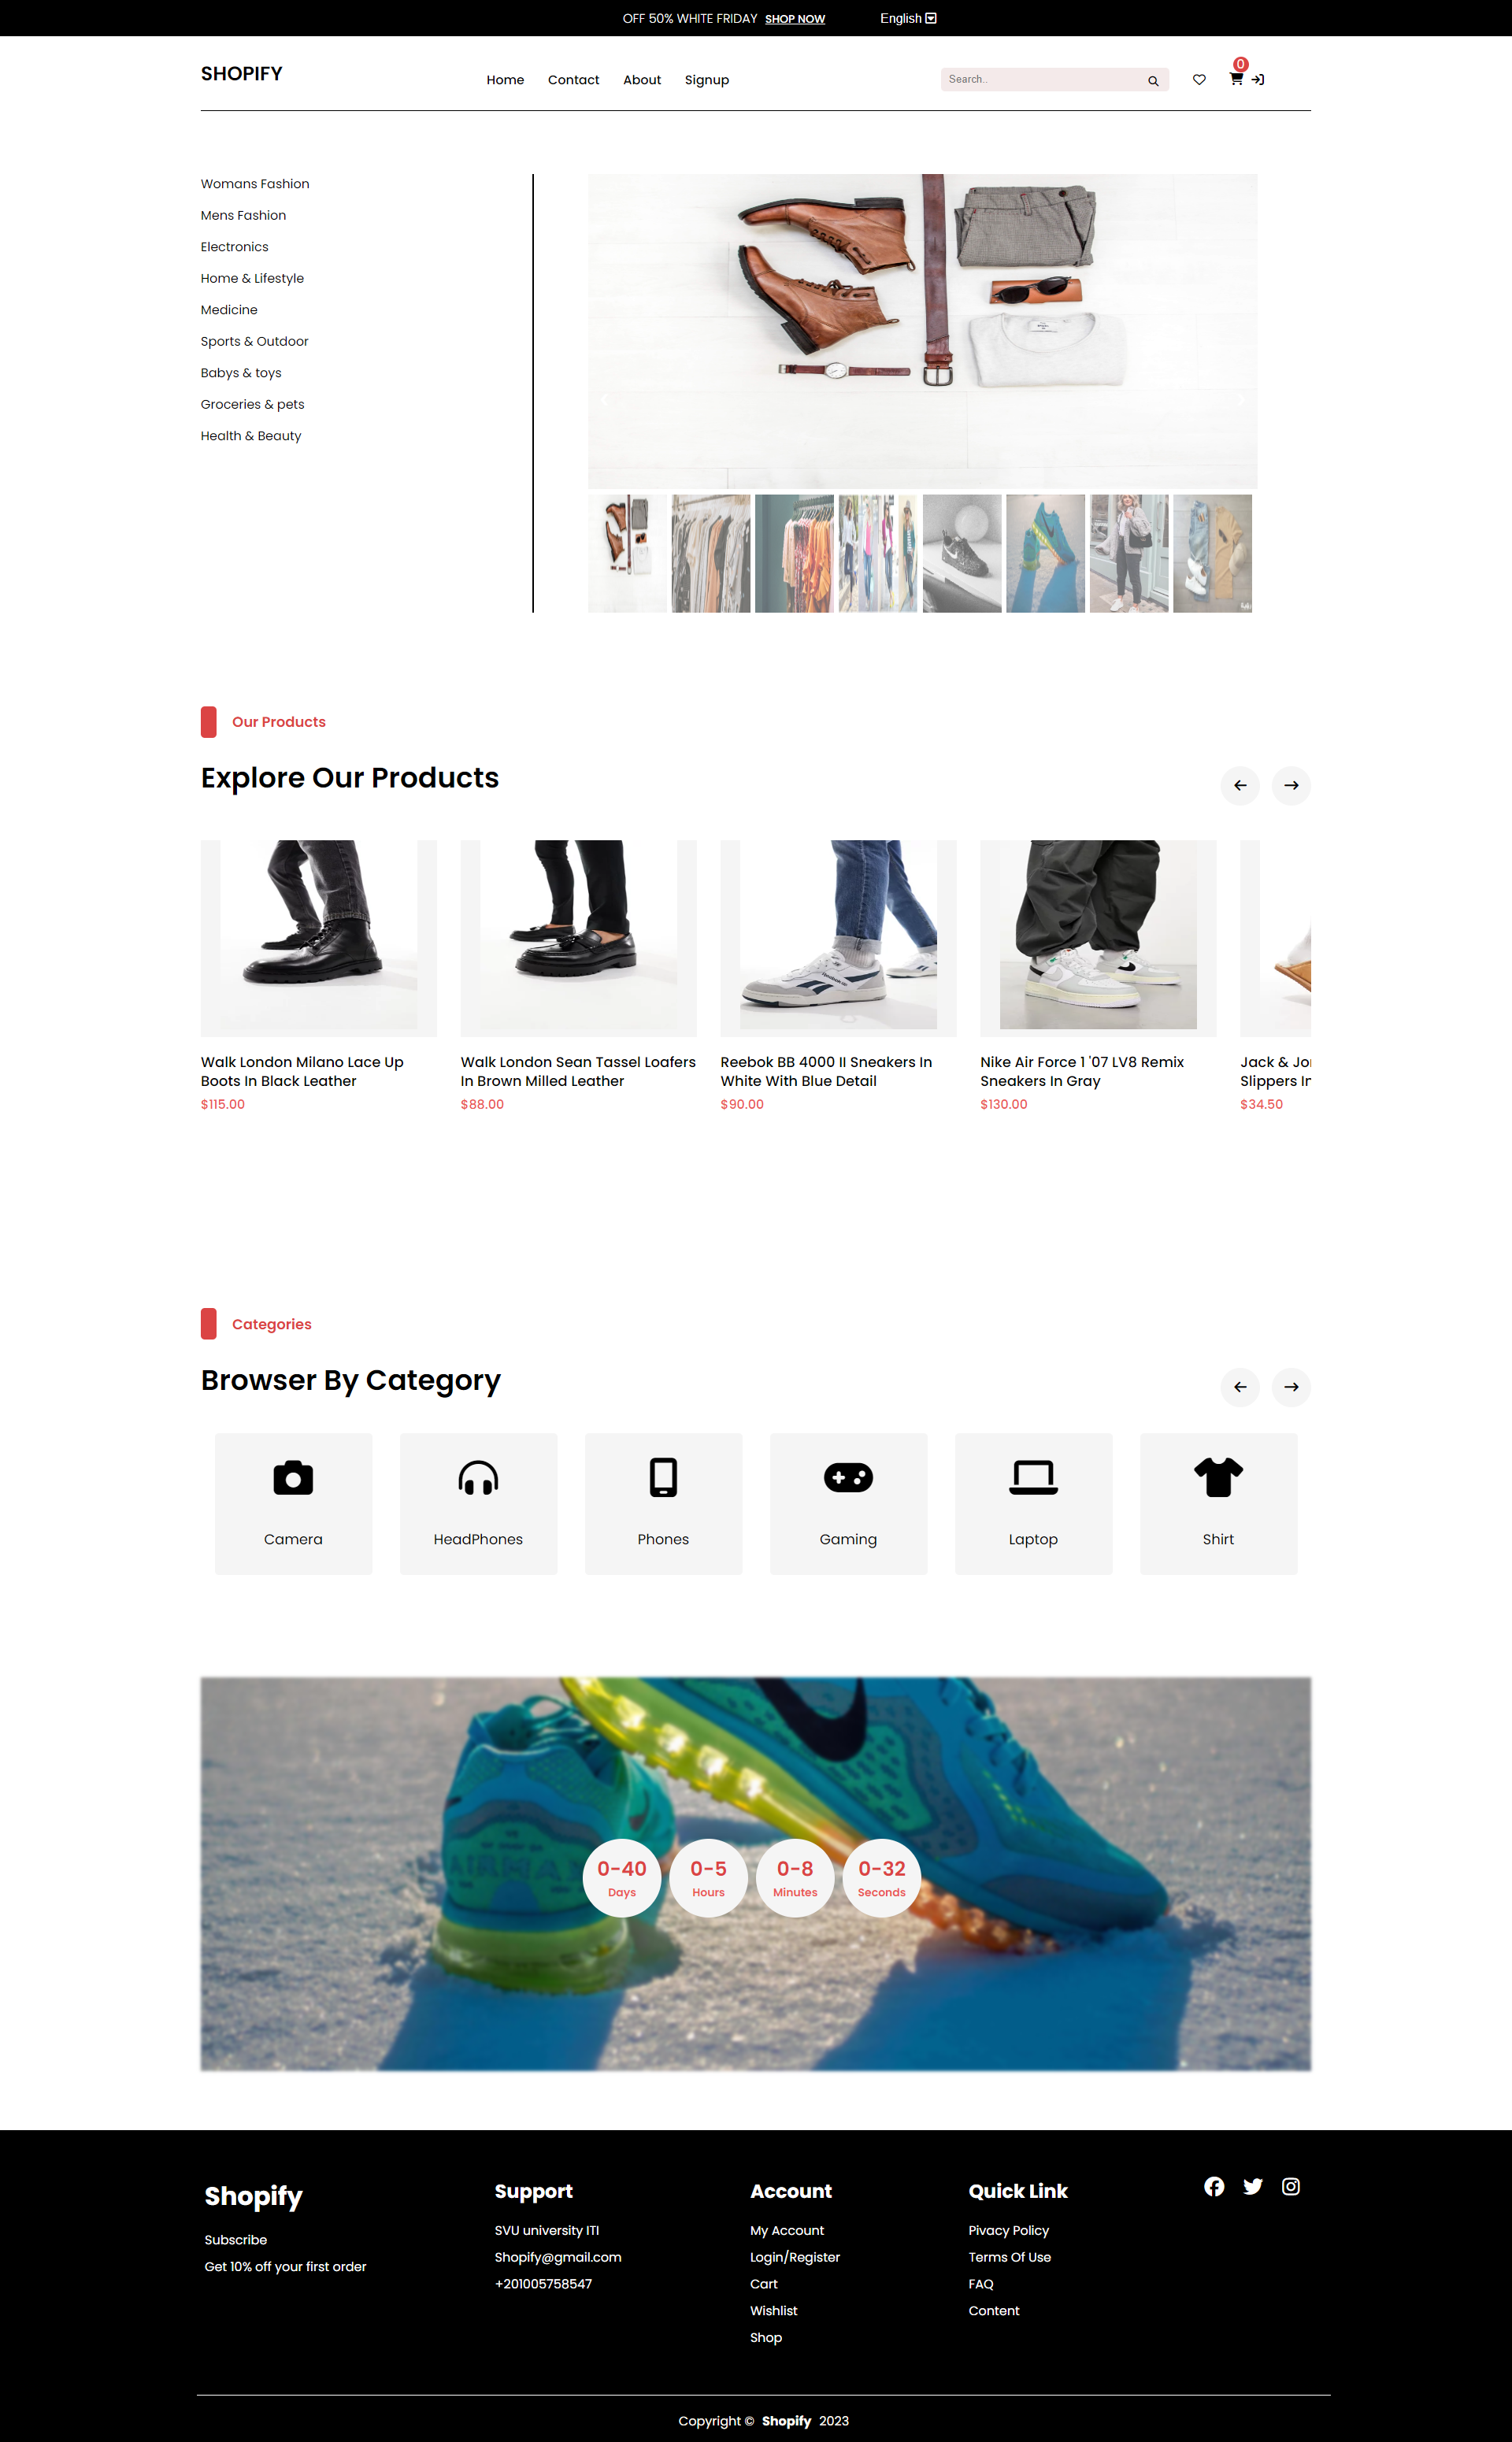 OFF 50% WHITE FRIDAY SHOP NOW English
SHOPIFY
Home Contact About Signup
Search..
0
Womans Fashion
Mens Fashion
Electronics
Home & Lifestyle
Medicine
Sports & Outdoor
Babys & toys
Groceries & pets
Health & Beauty
Our Products
Explore Our Products
Walk London Milano Lace Up
Boots In Black Leather
$115.00
Walk London Sean Tassel Loafers
In Brown Milled Leather
$88.00
Reebok BB 4000 II Sneakers In
White With Blue Detail
$90.00
Nike Air Force 1 '07 LV8 Remix
Sneakers In Gray
$130.00
Jack & Jo
Slippers In
$34.50
Categories
Browser By Category
Camera
HeadPhones
Phones
Gaming
Laptop
Shirt
0-40
Days
0-5
Hours
0-8
Minutes
0-32
Seconds
Shopify
Subscribe
Get 10% off your first order
Support
SVU university ITI
Shopify@gmail.com
+201005758547
Account
My Account
Login/Register
Cart
Wishlist
Shop
Quick Link
Pivacy Policy
Terms Of Use
FAQ
Content
Copyright © Shopify 2023